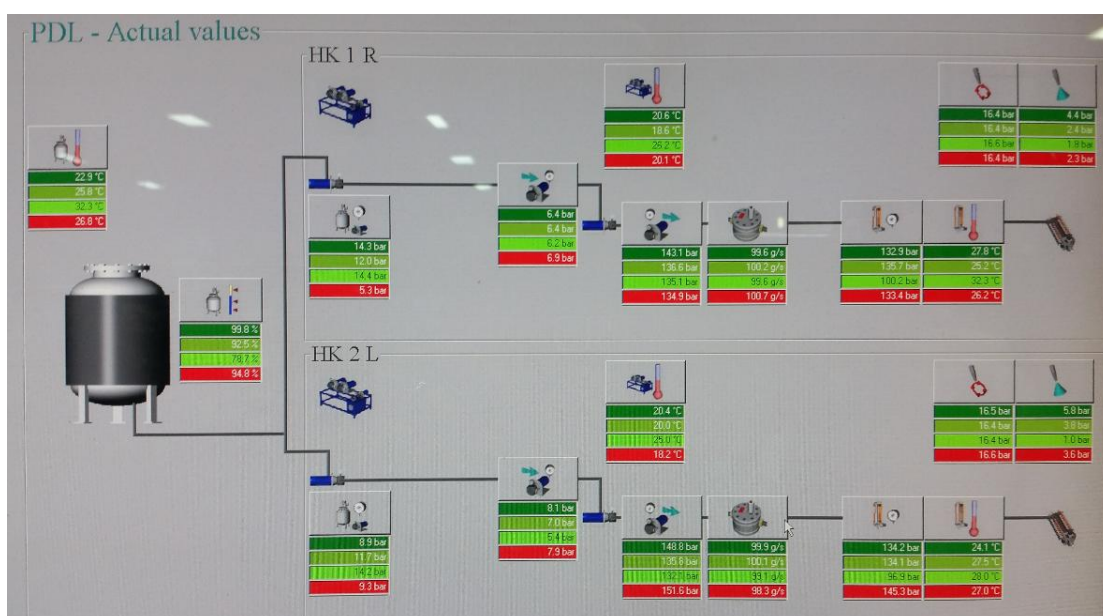 PDL - Actual values
HK 1 R
20.6 °C
18.6 °C
26.2 °C
20.1 °C
16.4 bar
16.4 bar
16.6 bar
16.4 bar
4.4 bar
2.4 bar
1.8 bar
2.3 bar
22.9 °C
25.8 °C
32.3 °C
26.8 °C
14.3 bar
12.0 bar
14.4 bar
5.3 bar
6.4 bar
6.4 bar
6.2 bar
6.9 bar
143.1 bar
136.6 bar
135.1 bar
134.9 bar
99.6 g/s
100.2 g/s
99.6 g/s
100.7 g/s
132.9 bar
135.7 bar
100.2 bar
133.4 bar
27.8 °C
25.2 °C
32.3 °C
26.2 °C
99.8 %
92.5 %
78.7 %
94.8 %
HK 2 L
20.4 °C
20.0 °C
25.0 °C
18.2 °C
16.5 bar
16.4 bar
16.4 bar
16.6 bar
5.8 bar
3.8 bar
1.0 bar
3.6 bar
8.9 bar
11.7 bar
14.2 bar
9.3 bar
8.1 bar
7.0 bar
5.4 bar
7.9 bar
148.8 bar
135.8 bar
bar
151.6 bar
99.9 g/s
100.1 g/s
99.1 g/s
98.3 g/s
134.2 bar
134.1 bar
96.9 bar
145.3 bar
24.1 °C
27.5 °C
28.0 °C
27.0 °C